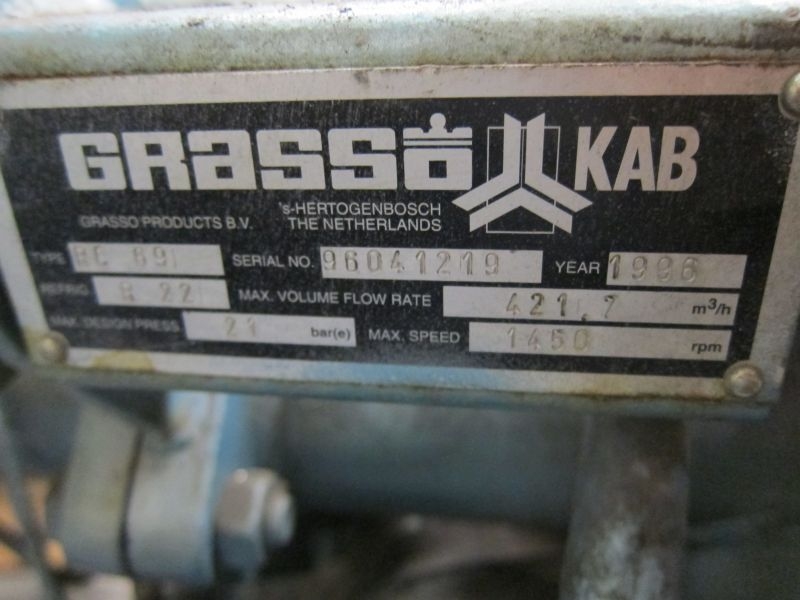 GRASSO KAB
GRASSO PRODUCTS B.V. 's-HERTOGENBOSCH
THE NETHERLANDS
TYPE RC 69 SERIAL NO. 96041219 YEAR 1996
REFRIG R 22 MAX. VOLUME FLOW RATE 421.7 m³/h
MAX. DESIGN PRESS 21 bar(e) MAX. SPEED 1450 rpm